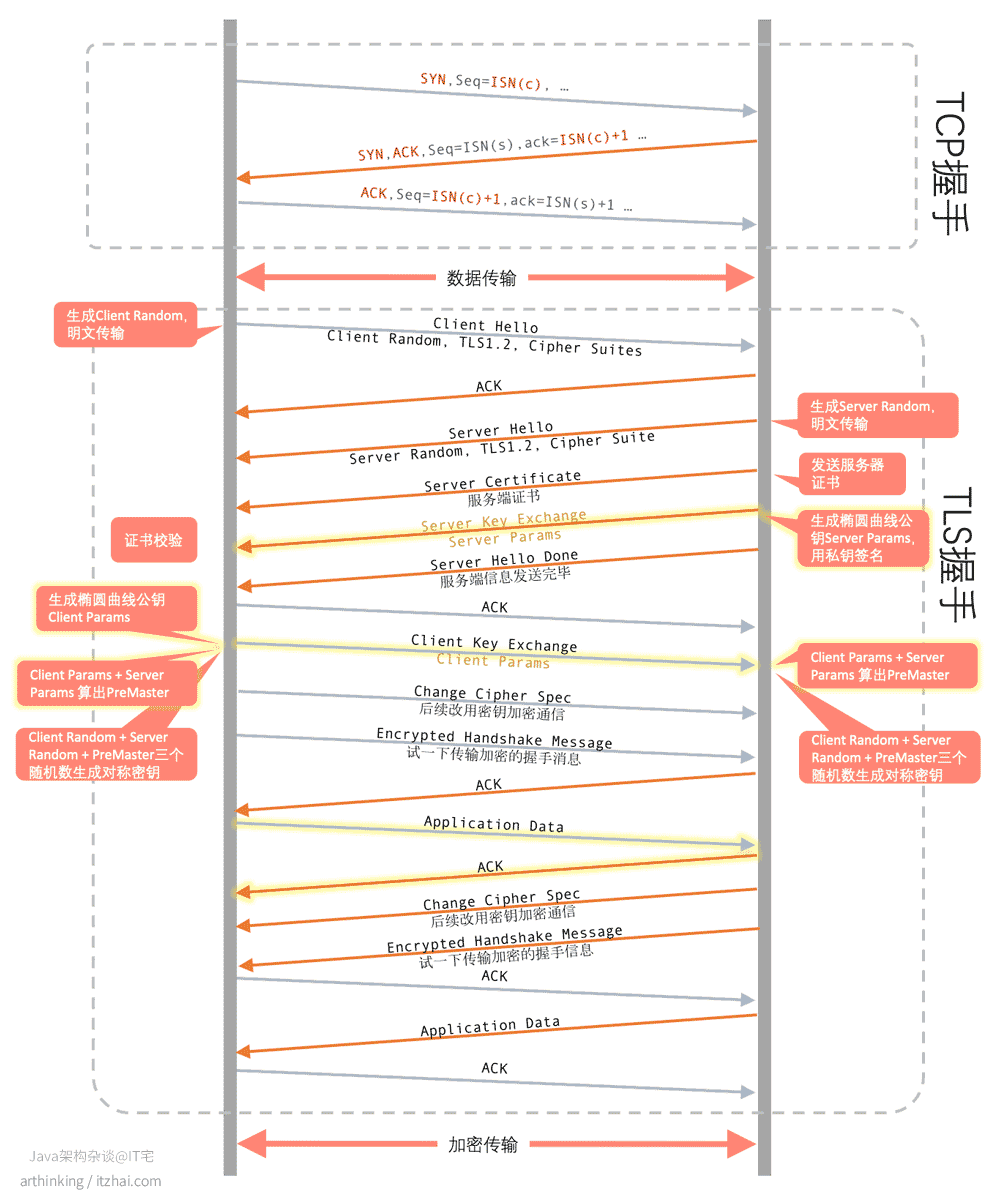 SYN,Seq=ISN(c), …
TCP握手
SYN,ACK,Seq=ISN(s),ack=ISN(c)+1 …
ACK,Seq=ISN(c)+1,ack=ISN(s)+1 …
数据传输
生成Client Random，
明文传输
Client Hello
Client Random, TLS1.2, Cipher Suites
ACK
生成Server Random，
明文传输
Server Hello
Server Random, TLS1.2, Cipher Suite
发送服务器
证书
Server Certificate
服务端证书
TLS握手
生成椭圆曲线公
钥Server Params，
用私钥签名
Server Key Exchange
Server Params
证书校验
Server Hello Done
服务端信息发送完毕
生成椭圆曲线公钥
Client Params
ACK
Client Key Exchange
Client Params
Client Params + Server
Params 算出PreMaster
Client Params + Server
Params 算出PreMaster
Change Cipher Spec
后续改用密钥加密通信
Client Random + Server
Random + PreMaster三个
随机数生成对称密钥
Encrypted Handshake Message
试一下传输加密的握手消息
Client Random + Server
Random + PreMaster三个
随机数生成对称密钥
ACK
Application Data
ACK
Change Cipher Spec
后续改用密钥加密通信
Encrypted Handshake Message
试一下传输加密的握手信息
ACK
Application Data
ACK
加密传输
Java架构杂谈@IT宅
arthinking / itzhai.com